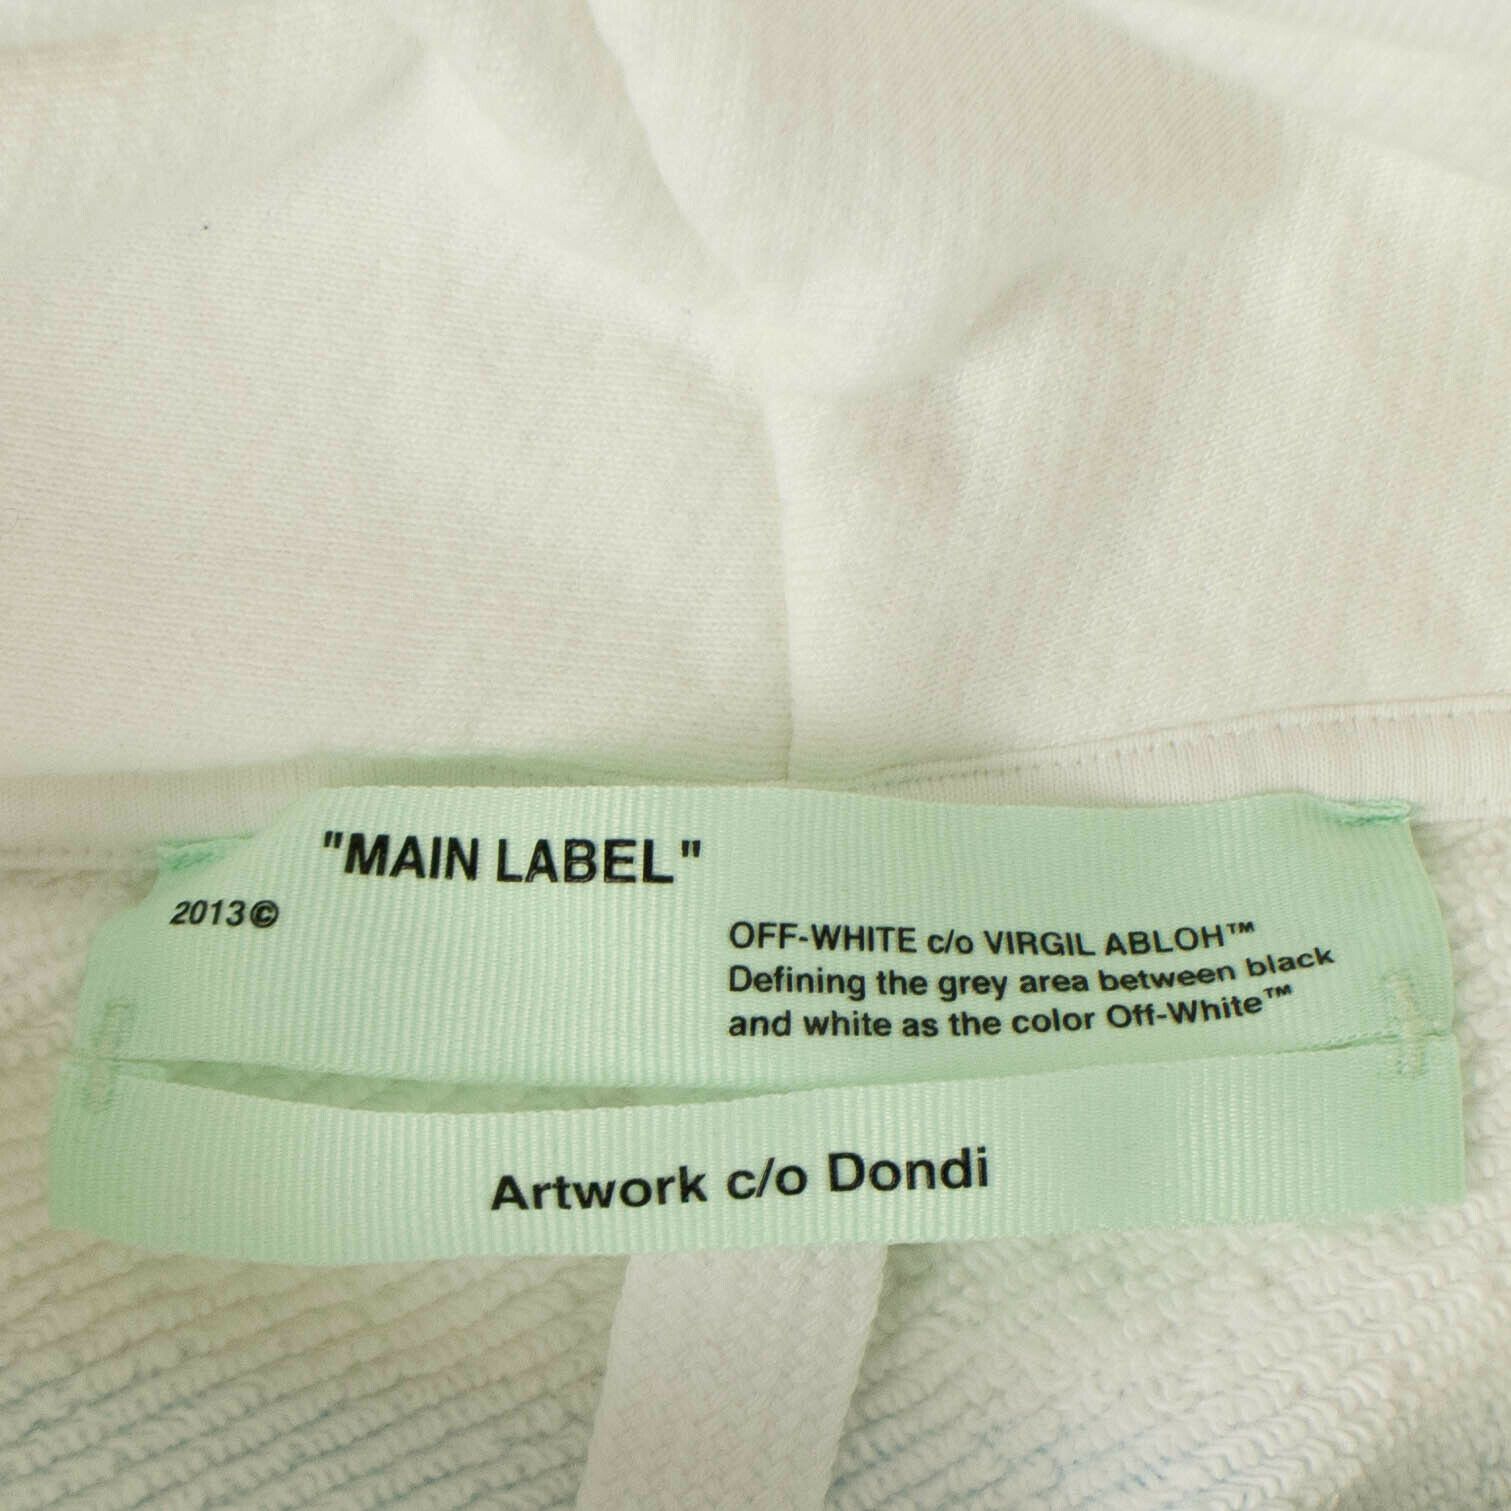 "MAIN LABEL"
2013©
OFF-WHITE c/o VIRGIL ABLOH™
Defining the grey area between black
and white as the color Off-White™
Artwork c/o Dondi